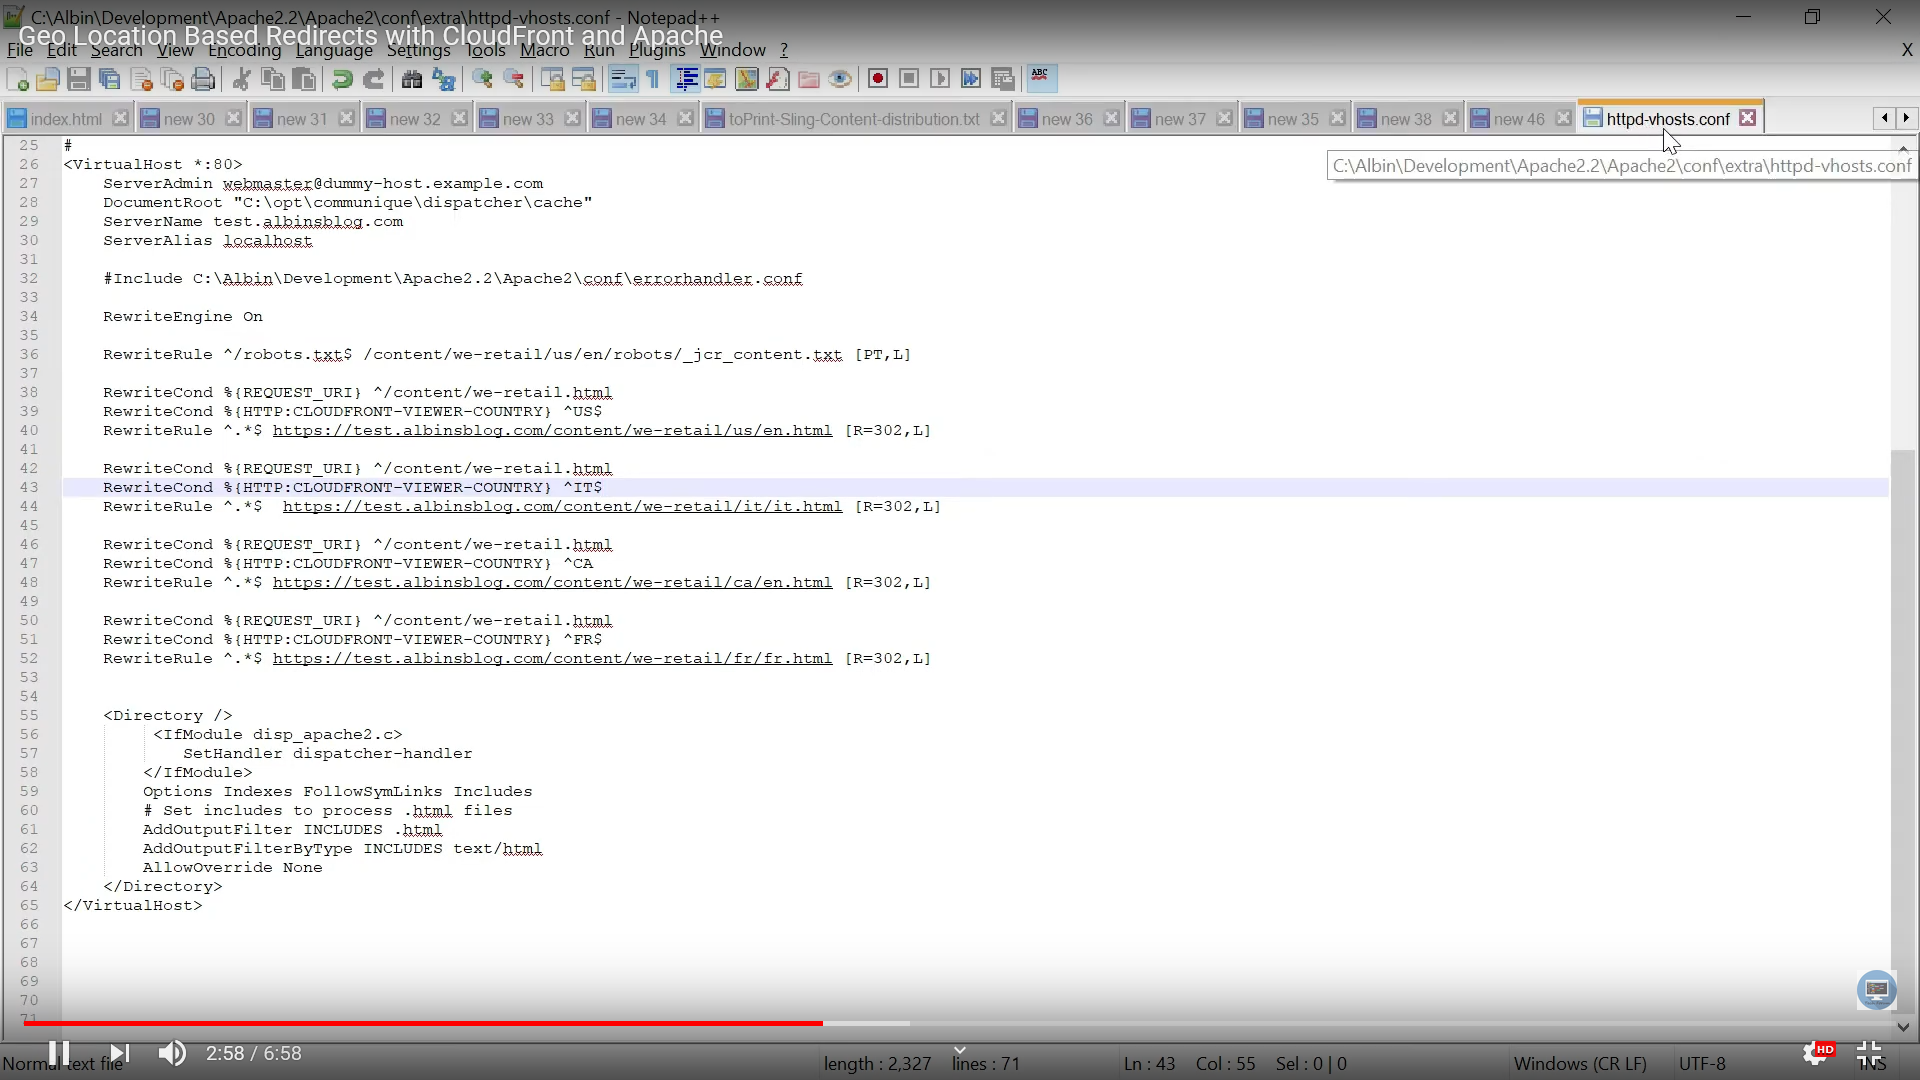 C:\Albin\Development\Apache2.2\Apache2\conf\extra\httpd-vhosts.conf - Notepad++
Geo Location Based Redirects with CloudFront and Apache
File Edit Search View Encoding Language Settings Tools Macro Run Plugins Window ? X
ABC
index.html new 30 new 31 new 32 new 33 new 34 toPrint-Sling-Content-distribution.txt new 36 new 37 new 35 new 38 new 46 httpd-vhosts.conf
C:\Albin\Development\Apache2.2\Apache2\conf\extra\httpd-vhosts.conf
25 #
26 <VirtualHost *:80>
27 ServerAdmin webmaster@dummy-host.example.com
28 DocumentRoot "C:\opt\communique\dispatcher\cache"
29 ServerName test.albinsblog.com
30 ServerAlias localhost
31
32 #Include C:\Albin\Development\Apache2.2\Apache2\conf\errorhandler.conf
33
34 RewriteEngine On
35
36 RewriteRule ^/robots.txt$ /content/we-retail/us/en/robots/_jcr_content.txt [PT,L]
37
38 RewriteCond %{REQUEST_URI} ^/content/we-retail.html
39 RewriteCond %{HTTP:CLOUDFRONT-VIEWER-COUNTRY} ^US$
40 RewriteRule ^.*$ https://test.albinsblog.com/content/we-retail/us/en.html [R=302,L]
41
42 RewriteCond %{REQUEST_URI} ^/content/we-retail.html
43 RewriteCond %{HTTP:CLOUDFRONT-VIEWER-COUNTRY} ^IT$
44 RewriteRule ^.*$ https://test.albinsblog.com/content/we-retail/it/it.html [R=302,L]
45
46 RewriteCond %{REQUEST_URI} ^/content/we-retail.html
47 RewriteCond %{HTTP:CLOUDFRONT-VIEWER-COUNTRY} ^CA
48 RewriteRule ^.*$ https://test.albinsblog.com/content/we-retail/ca/en.html [R=302,L]
49
50 RewriteCond %{REQUEST_URI} ^/content/we-retail.html
51 RewriteCond %{HTTP:CLOUDFRONT-VIEWER-COUNTRY} ^FR$
52 RewriteRule ^.*$ https://test.albinsblog.com/content/we-retail/fr/fr.html [R=302,L]
53
54
55 <Directory />
56 <IfModule disp_apache2.c>
57 SetHandler dispatcher-handler
58 </IfModule>
59 Options Indexes FollowSymLinks Includes
60 # Set includes to process .html files
61 AddOutputFilter INCLUDES .html
62 AddOutputFilterByType INCLUDES text/html
63 AllowOverride None
64 </Directory>
65 </VirtualHost>
66
67
68
69
70
71
2:58 / 6:58
HD
Normal text file length : 2,327 lines : 71 Ln : 43 Col : 55 Sel : 0 | 0 Windows (CR LF) UTF-8 INS